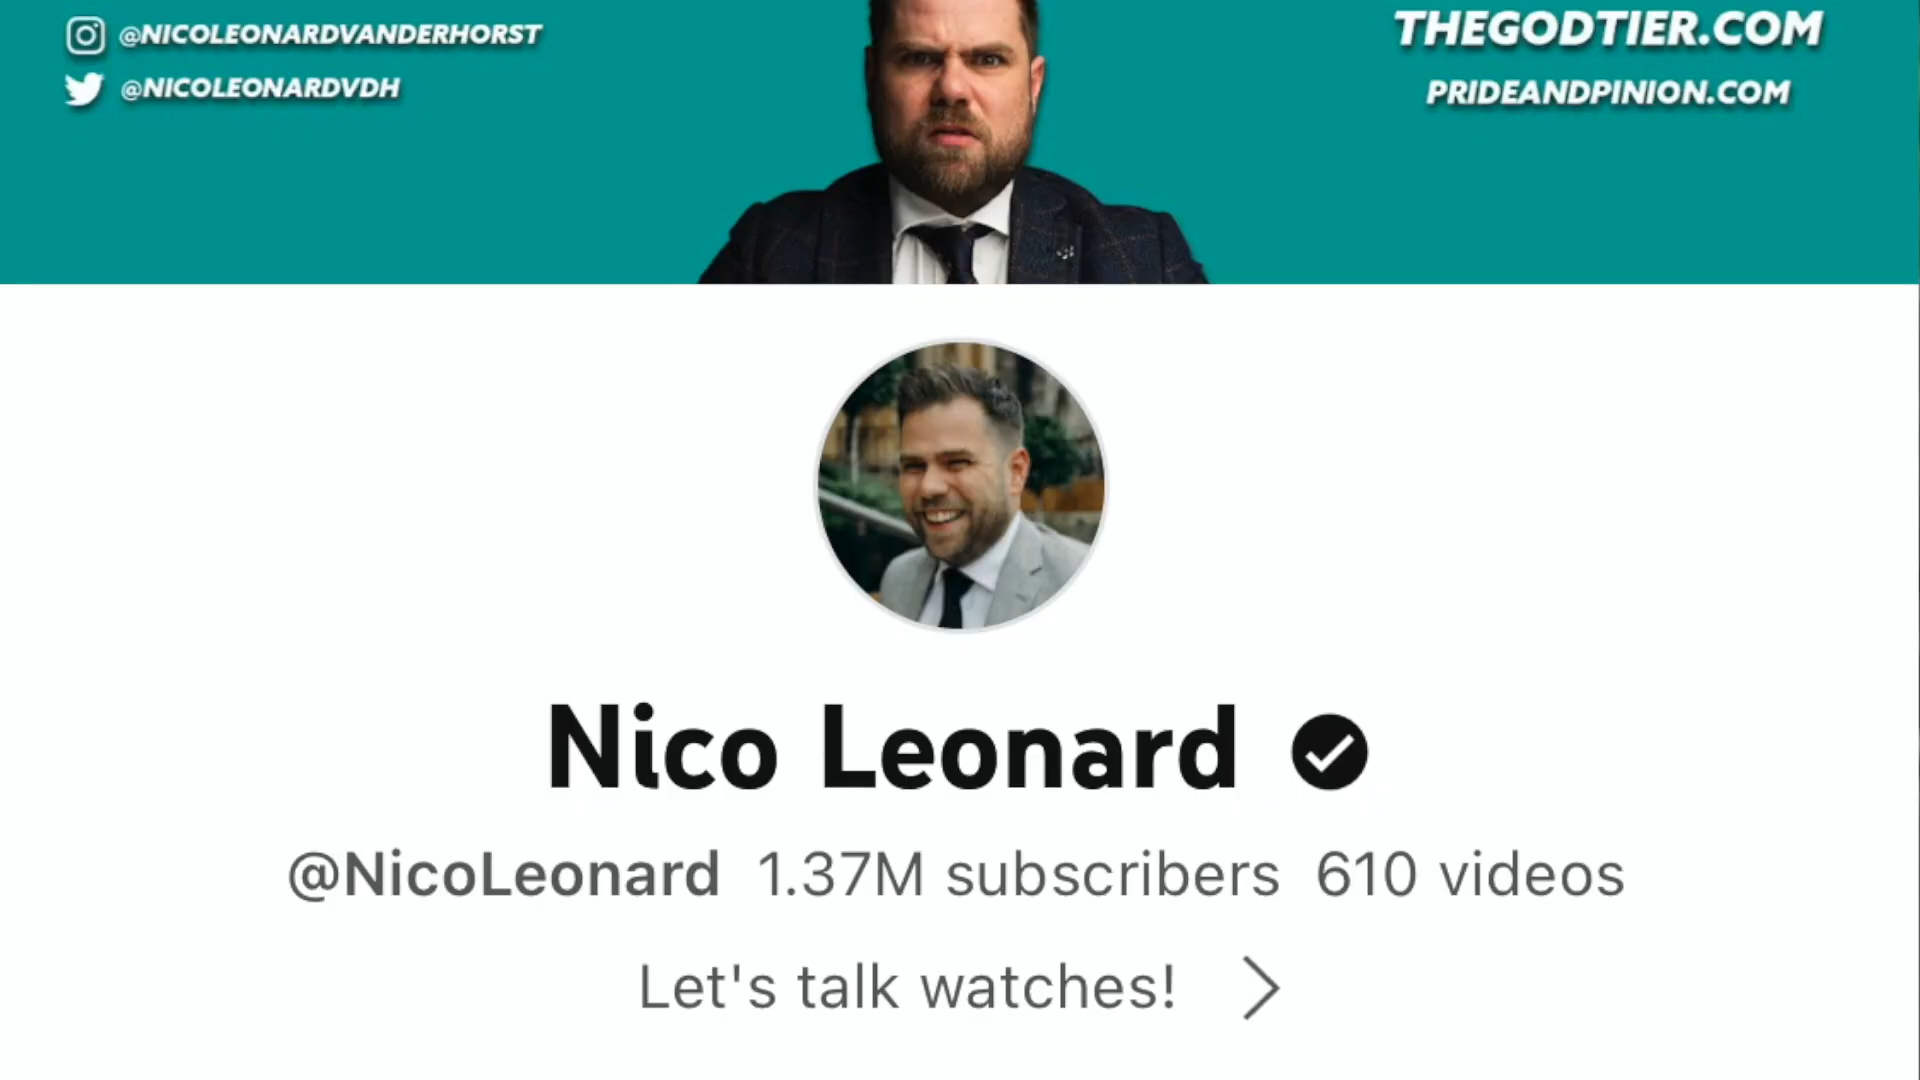 @NICOLEONARDVANDERHORST
@NICOLEONARDVDH
THEGODTIER.COM
PRIDEANDPINION.COM
Nico Leonard
@NicoLeonard 1.37M subscribers 610 videos
Let's talk watches!